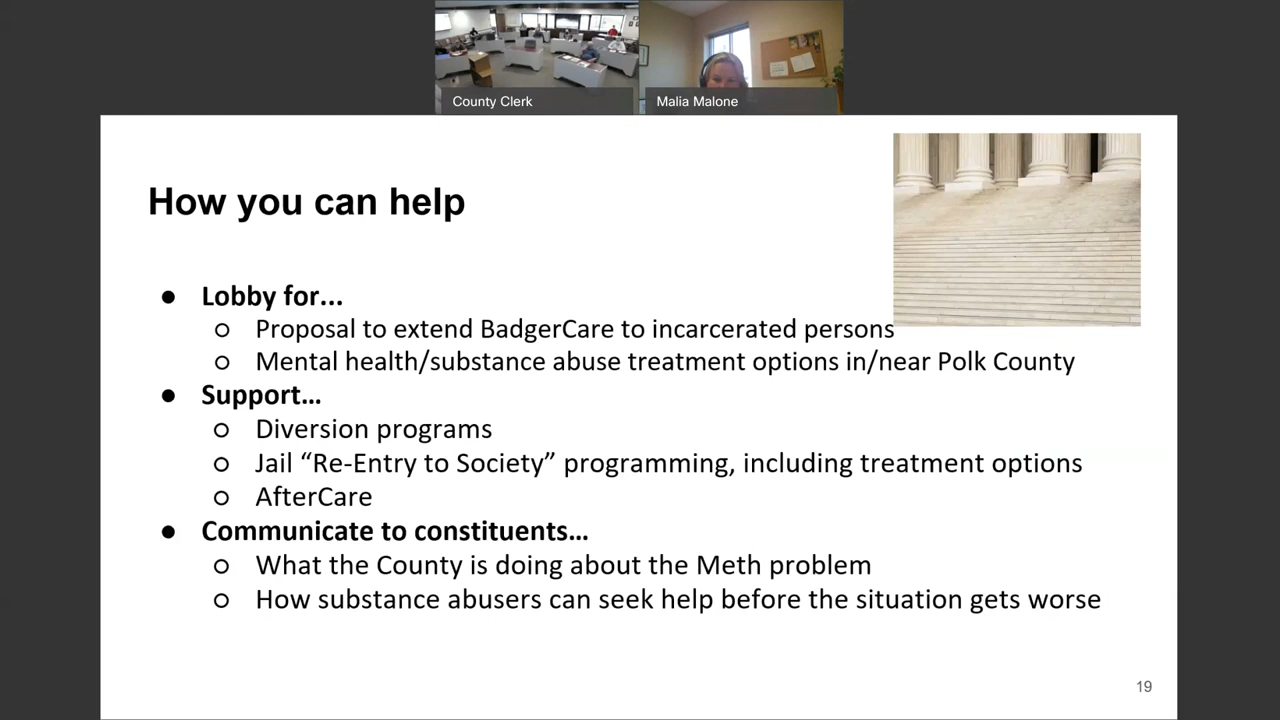 County Clerk
Malia Malone
How you can help
● Lobby for...
○ Proposal to extend BadgerCare to incarcerated persons
○ Mental health/substance abuse treatment options in/near Polk County
● Support…
○ Diversion programs
○ Jail “Re-Entry to Society” programming, including treatment options
○ AfterCare
● Communicate to constituents…
○ What the County is doing about the Meth problem
○ How substance abusers can seek help before the situation gets worse
19